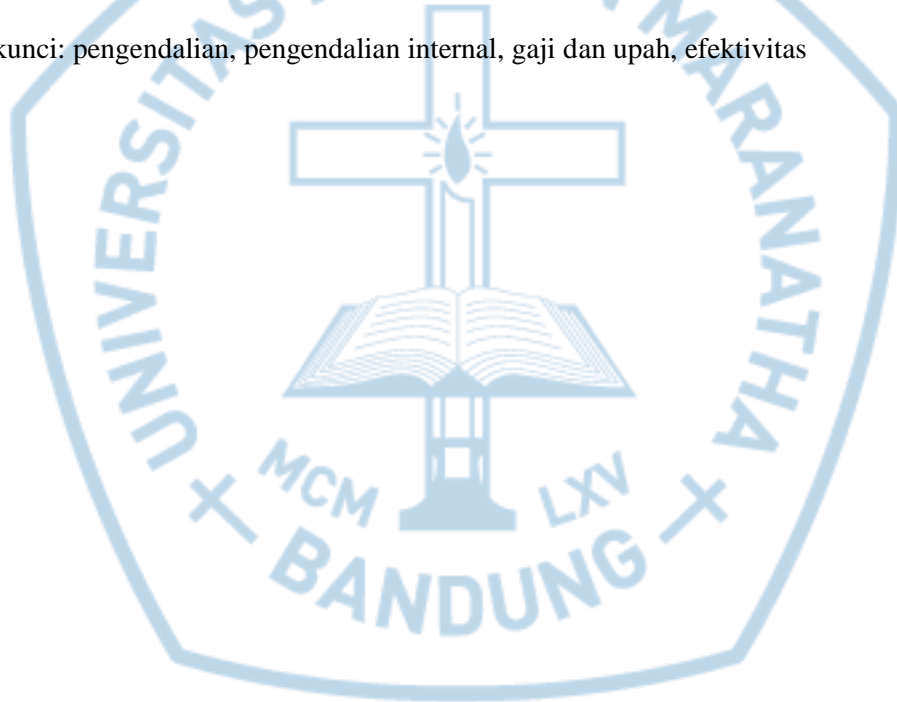 kunci: pengendalian, pengendalian internal, gaji dan upah, efektivitas
UNIVERSITAS
MARANATHA
MCM LXV
BANDUNG